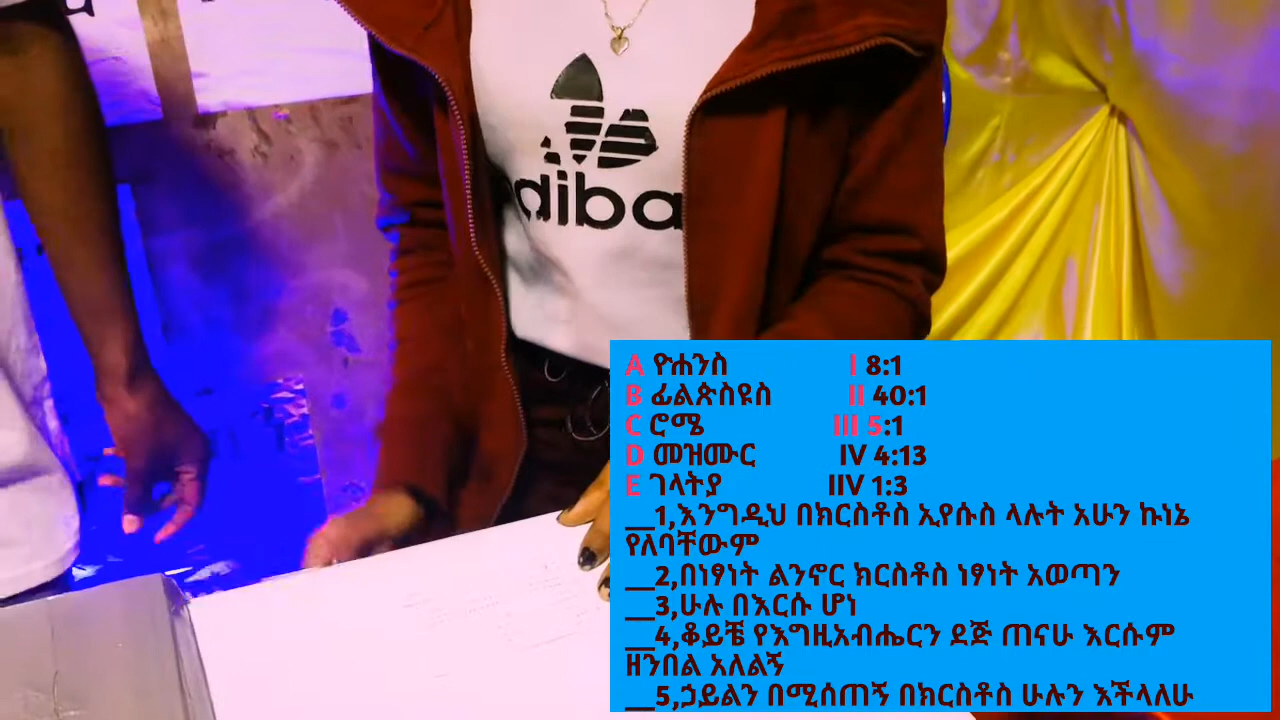 diba
A ዮሐንስ I 8:1
B ፊልጵስዩስ II 40:1
C ሮሜ III 5:1
D መዝሙር IV 4:13
E ገላትያ IIV 1:3
__1,እንግዲህ በክርስቶስ ኢየሱስ ላሉት አሁን ኩነኔ
የለባቸውም
__2,በነፃነት ልንኖር ክርስቶስ ነፃነት አወጣን
__3,ሁሉ በእርሱ ሆነ
__4,ቆይቼ የእግዚአብሔርን ደጅ ጠናሁ እርሱም
ዘንበል አለልኝ
__5,ኃይልን በሚሰጠኝ በክርስቶስ ሁሉን እችላለሁ